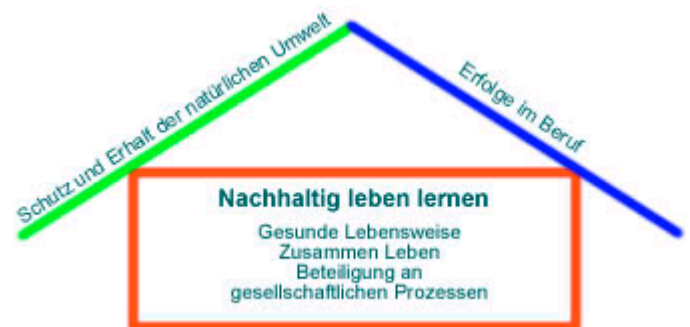 Schutz und Erhalt der natürlichen Umwelt
Erfolge im Beruf
Nachhaltig leben lernen
Gesunde Lebensweise
Zusammen Leben
Beteiligung an
gesellschaftlichen Prozessen